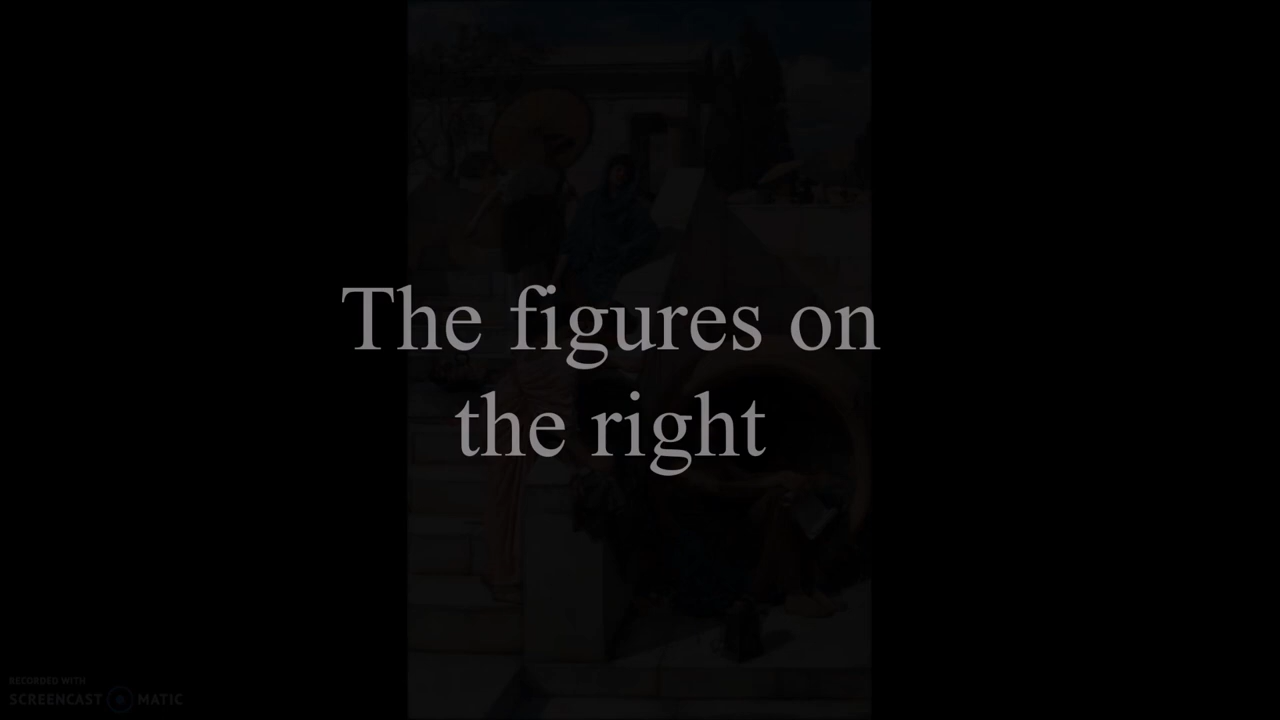 The figures on
the right
RECORDED WITH
SCREENCAST MATIC